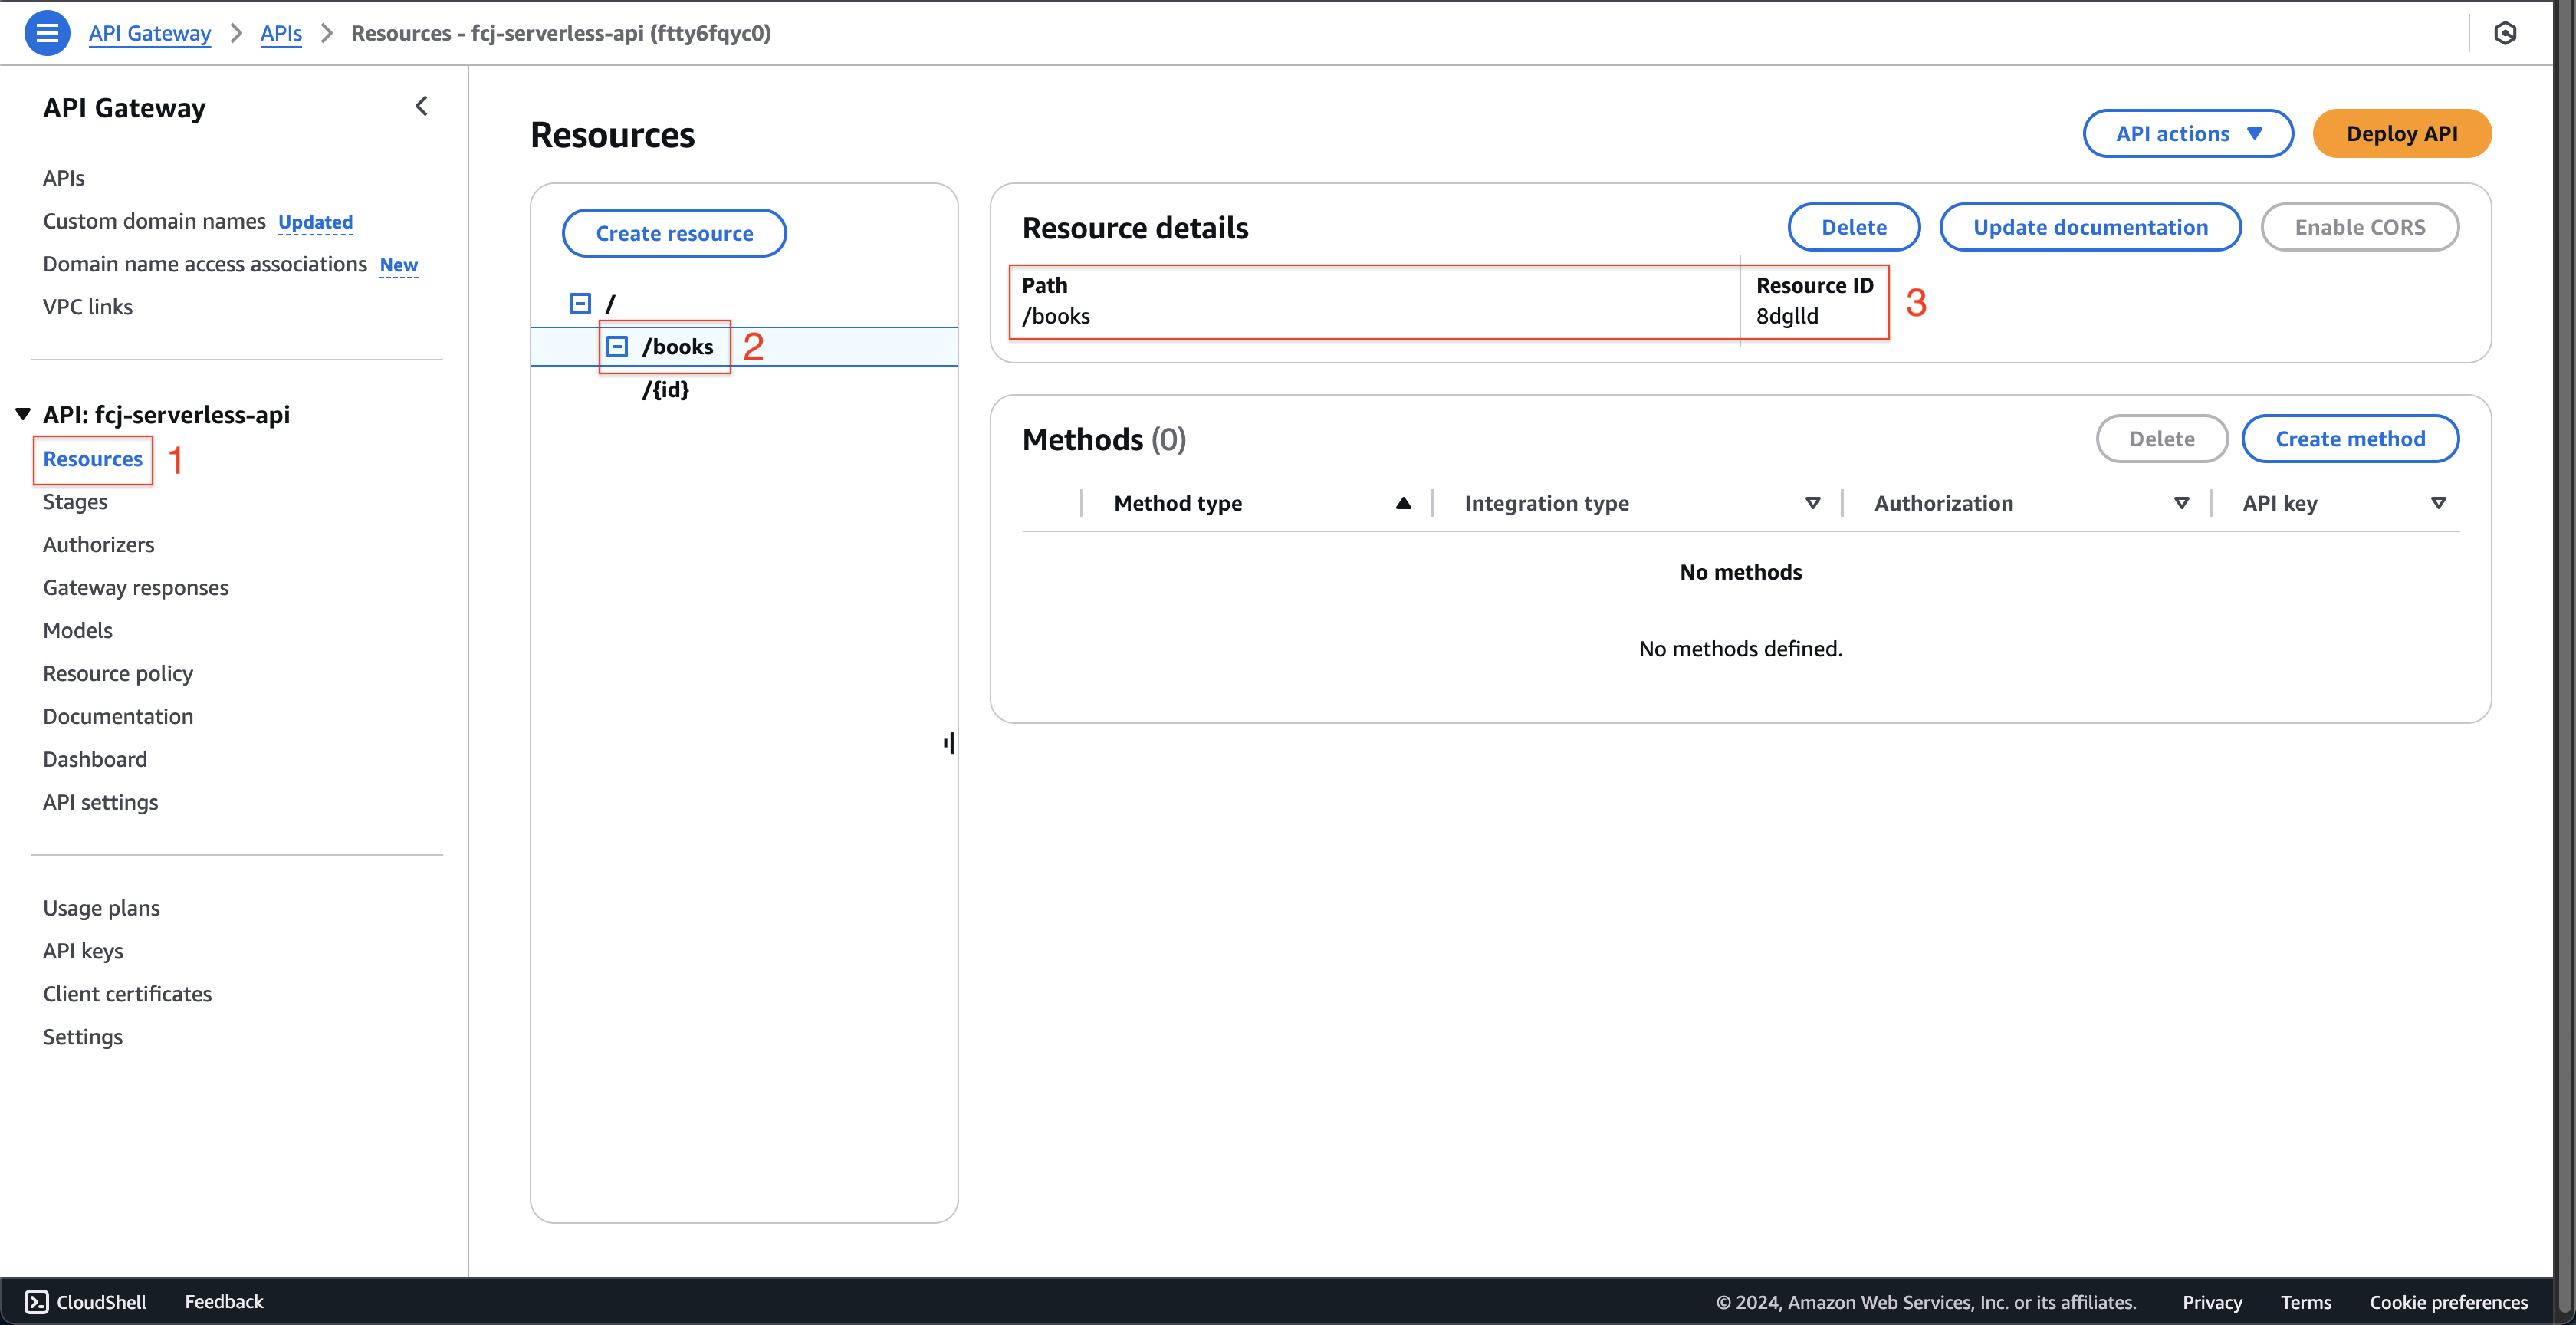 API Gateway > APIs > Resources - fcj-serverless-api (ftty6fqyc0)
API Gateway
APIs
Custom domain names Updated
Domain name access associations New
VPC links
API: fcj-serverless-api
Resources 1
Stages
Authorizers
Gateway responses
Models
Resource policy
Documentation
Dashboard
API settings
Usage plans
API keys
Client certificates
Settings
Resources
API actions
Deploy API
Create resource
/
/books 2
/{id}
Resource details
Delete
Update documentation
Enable CORS
Path
/books
Resource ID
8dglld
3
Methods (0)
Delete
Create method
Method type Integration type Authorization API key
No methods
No methods defined.
CloudShell Feedback © 2024, Amazon Web Services, Inc. or its affiliates. Privacy Terms Cookie preferences